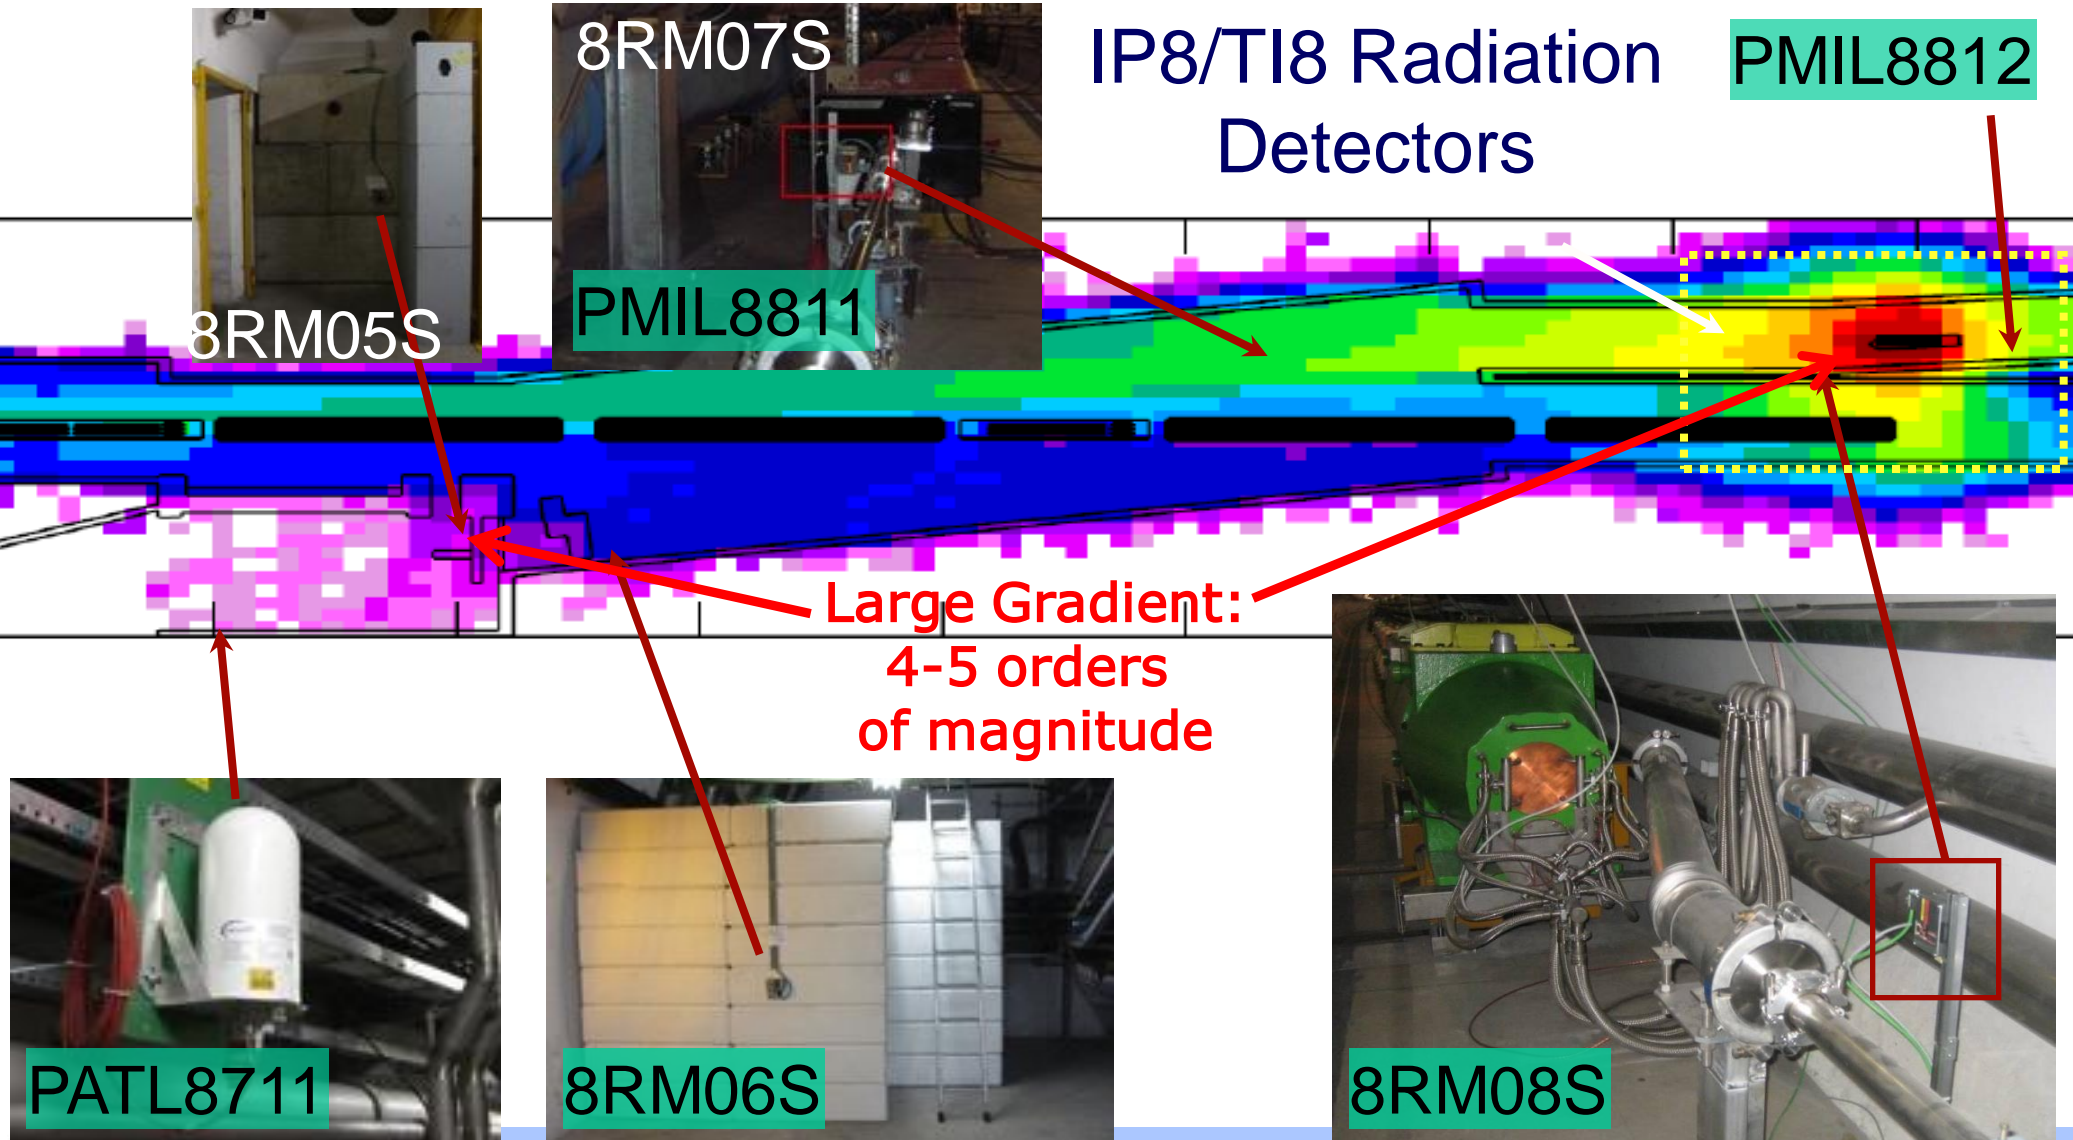 8RM07S
IP8/TI8 Radiation
Detectors
PMIL8812
8RM05S
PMIL8811
Large Gradient:
4-5 orders
of magnitude
PATL8711
8RM06S
8RM08S